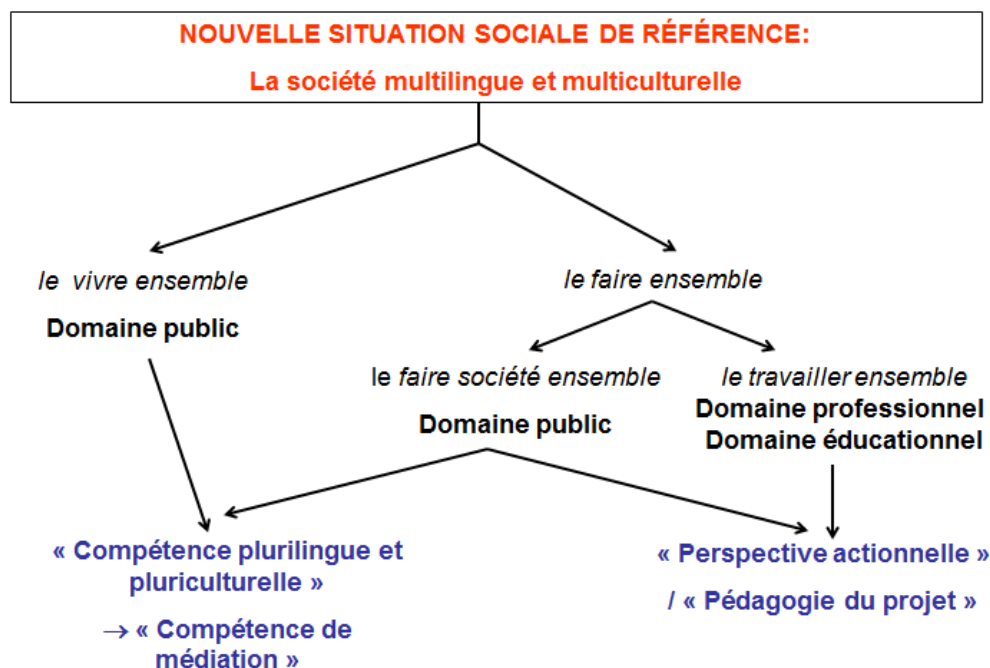 NOUVELLE SITUATION SOCIALE DE RÉFÉRENCE:
La société multilingue et multiculturelle
le vivre ensemble
Domaine public
le faire ensemble
le faire société ensemble
Domaine public
le travailler ensemble
Domaine professionnel
Domaine éducationnel
« Compétence plurilingue et
pluriculturelle »
→ « Compétence de
médiation »
« Perspective actionnelle »
/ « Pédagogie du projet »